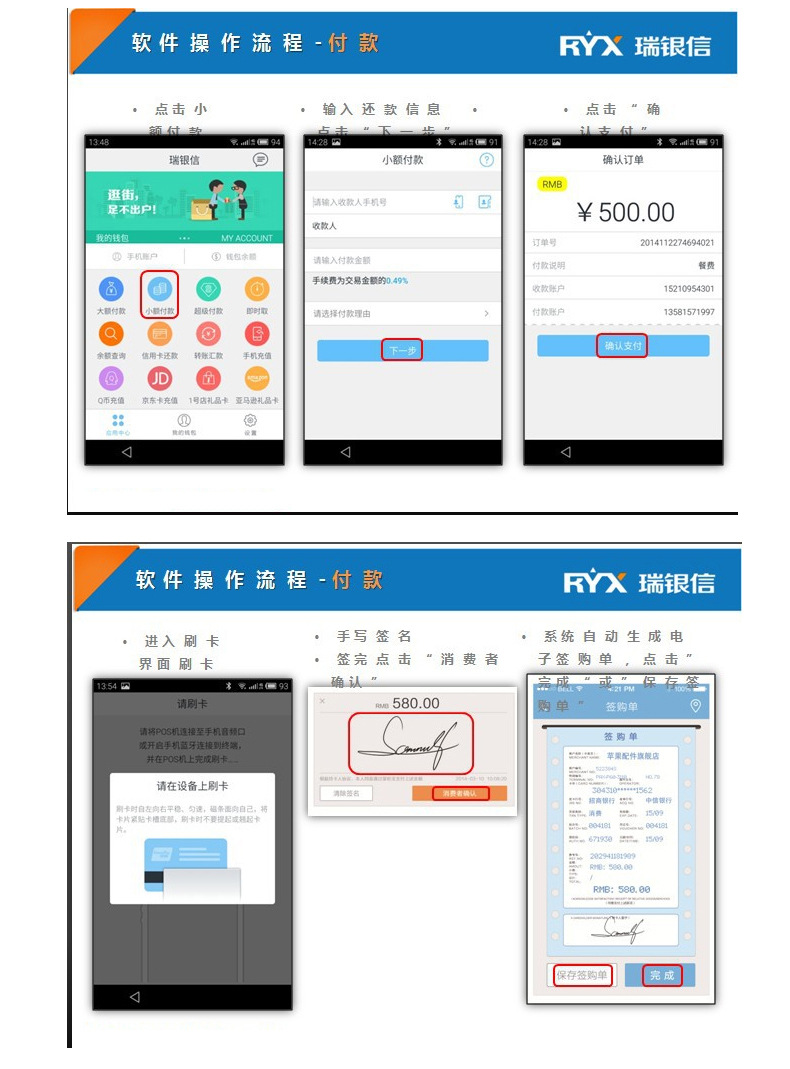 软件操作流程-付款
RYX 瑞银信
• 点击小
额付款
• 输入还款信息 •
点击“下一步”
• 点击“确
认支付”
13:48
94
瑞银信
逛街,
足不出户!
我的钱包
MY ACCOUNT
手机账户
钱包余额
大额付款
小额付款
超级付款
即时取
余额查询
信用卡还款
转账汇款
手机充值
JD
amazon
Q币充值
京东卡充值
1号店礼品卡
亚马逊礼品卡
应用中心
我的钱包
设置
14:28
91
小额付款
?
请输入收款人手机号
收款人
请输入付款金额
手续费为交易金额的0.49%
请选择付款理由
下一步
14:28
91
确认订单
RMB
￥500.00
订单号 2014112274694021
付款说明 餐费
收款账户 15210954301
付款账户 13581571997
确认支付
软件操作流程-付款
RYX 瑞银信
• 进入刷卡
界面刷卡
• 手写签名
• 签完点击“消费者
确认”
• 系统自动生成电
子签购单,点击”
完成“或”保存签
购单”
13:54
93
请刷卡
请将POS机连接至手机音频口
或开启手机蓝牙连接到终端,
并在POS机上完成刷卡……
请在设备上刷卡
刷卡时自左向右平稳、匀速,磁条面向自己,将
卡片紧贴卡槽底部,刷卡时不要提起或翘起卡
片。
RMB 580.00
清除签名
消费者确认
BELL
4:21 PM
100%
签购单
签购单
苹果配件旗舰店
304310******1562
招商银行
中信银行
消费
15/09
004181
004181
671930
15/09
202941181989
RMB: 580.00
/
RMB: 580.00
保存签购单
完成